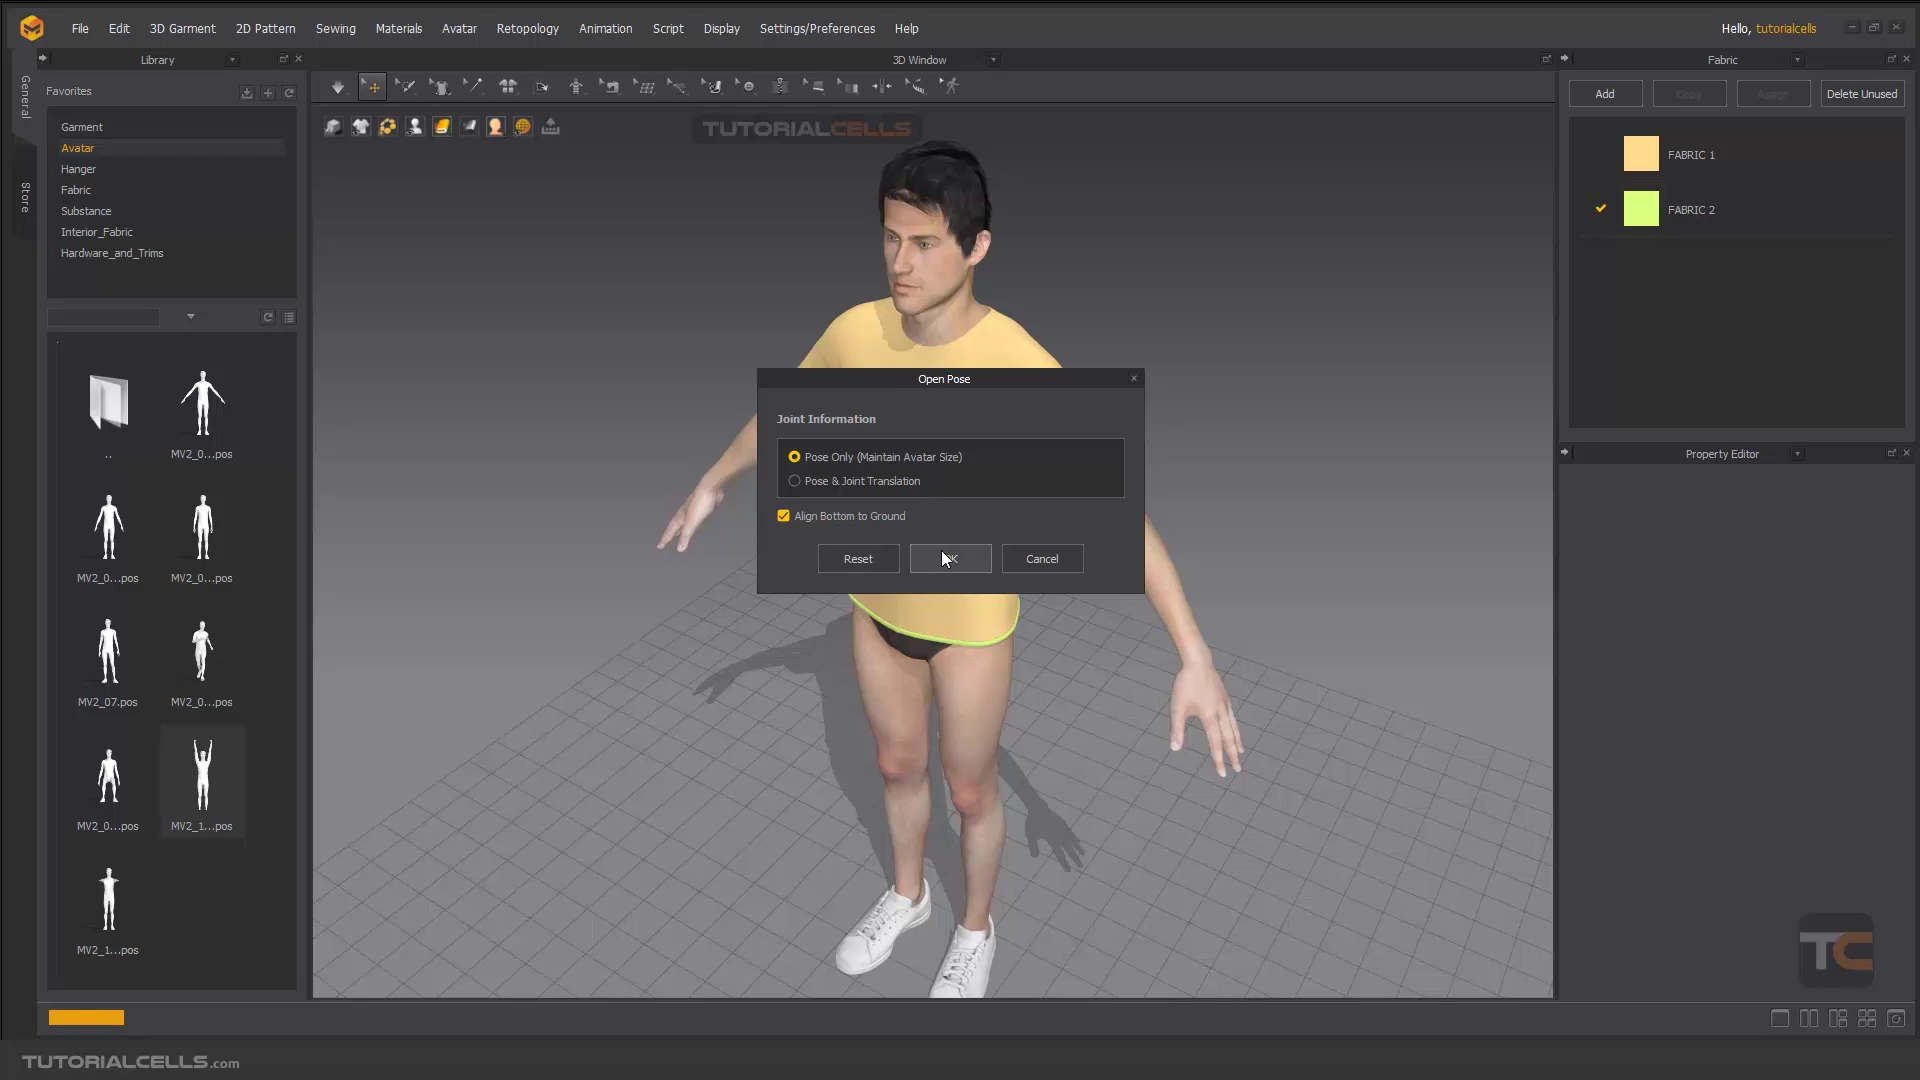 File Edit 3D Garment 2D Pattern Sewing Materials Avatar Retopology Animation Script Display Settings/Preferences Help
Hello, tutorialcells
Library
3D Window
Fabric
General
Store
Favorites
Garment
Avatar
Hanger
Fabric
Substance
Interior_Fabric
Hardware_and_Trims
..
MV2_0...pos
MV2_0...pos
MV2_0...pos
MV2_07.pos
MV2_0...pos
MV2_0...pos
MV2_1...pos
MV2_1...pos
TUTORIALCELLS
Open Pose
Joint Information
Pose Only (Maintain Avatar Size)
Pose & Joint Translation
Align Bottom to Ground
Reset
Cancel
Add Copy Assign Delete Unused
FABRIC 1
FABRIC 2
Property Editor
TC
TUTORIALCELLS.com